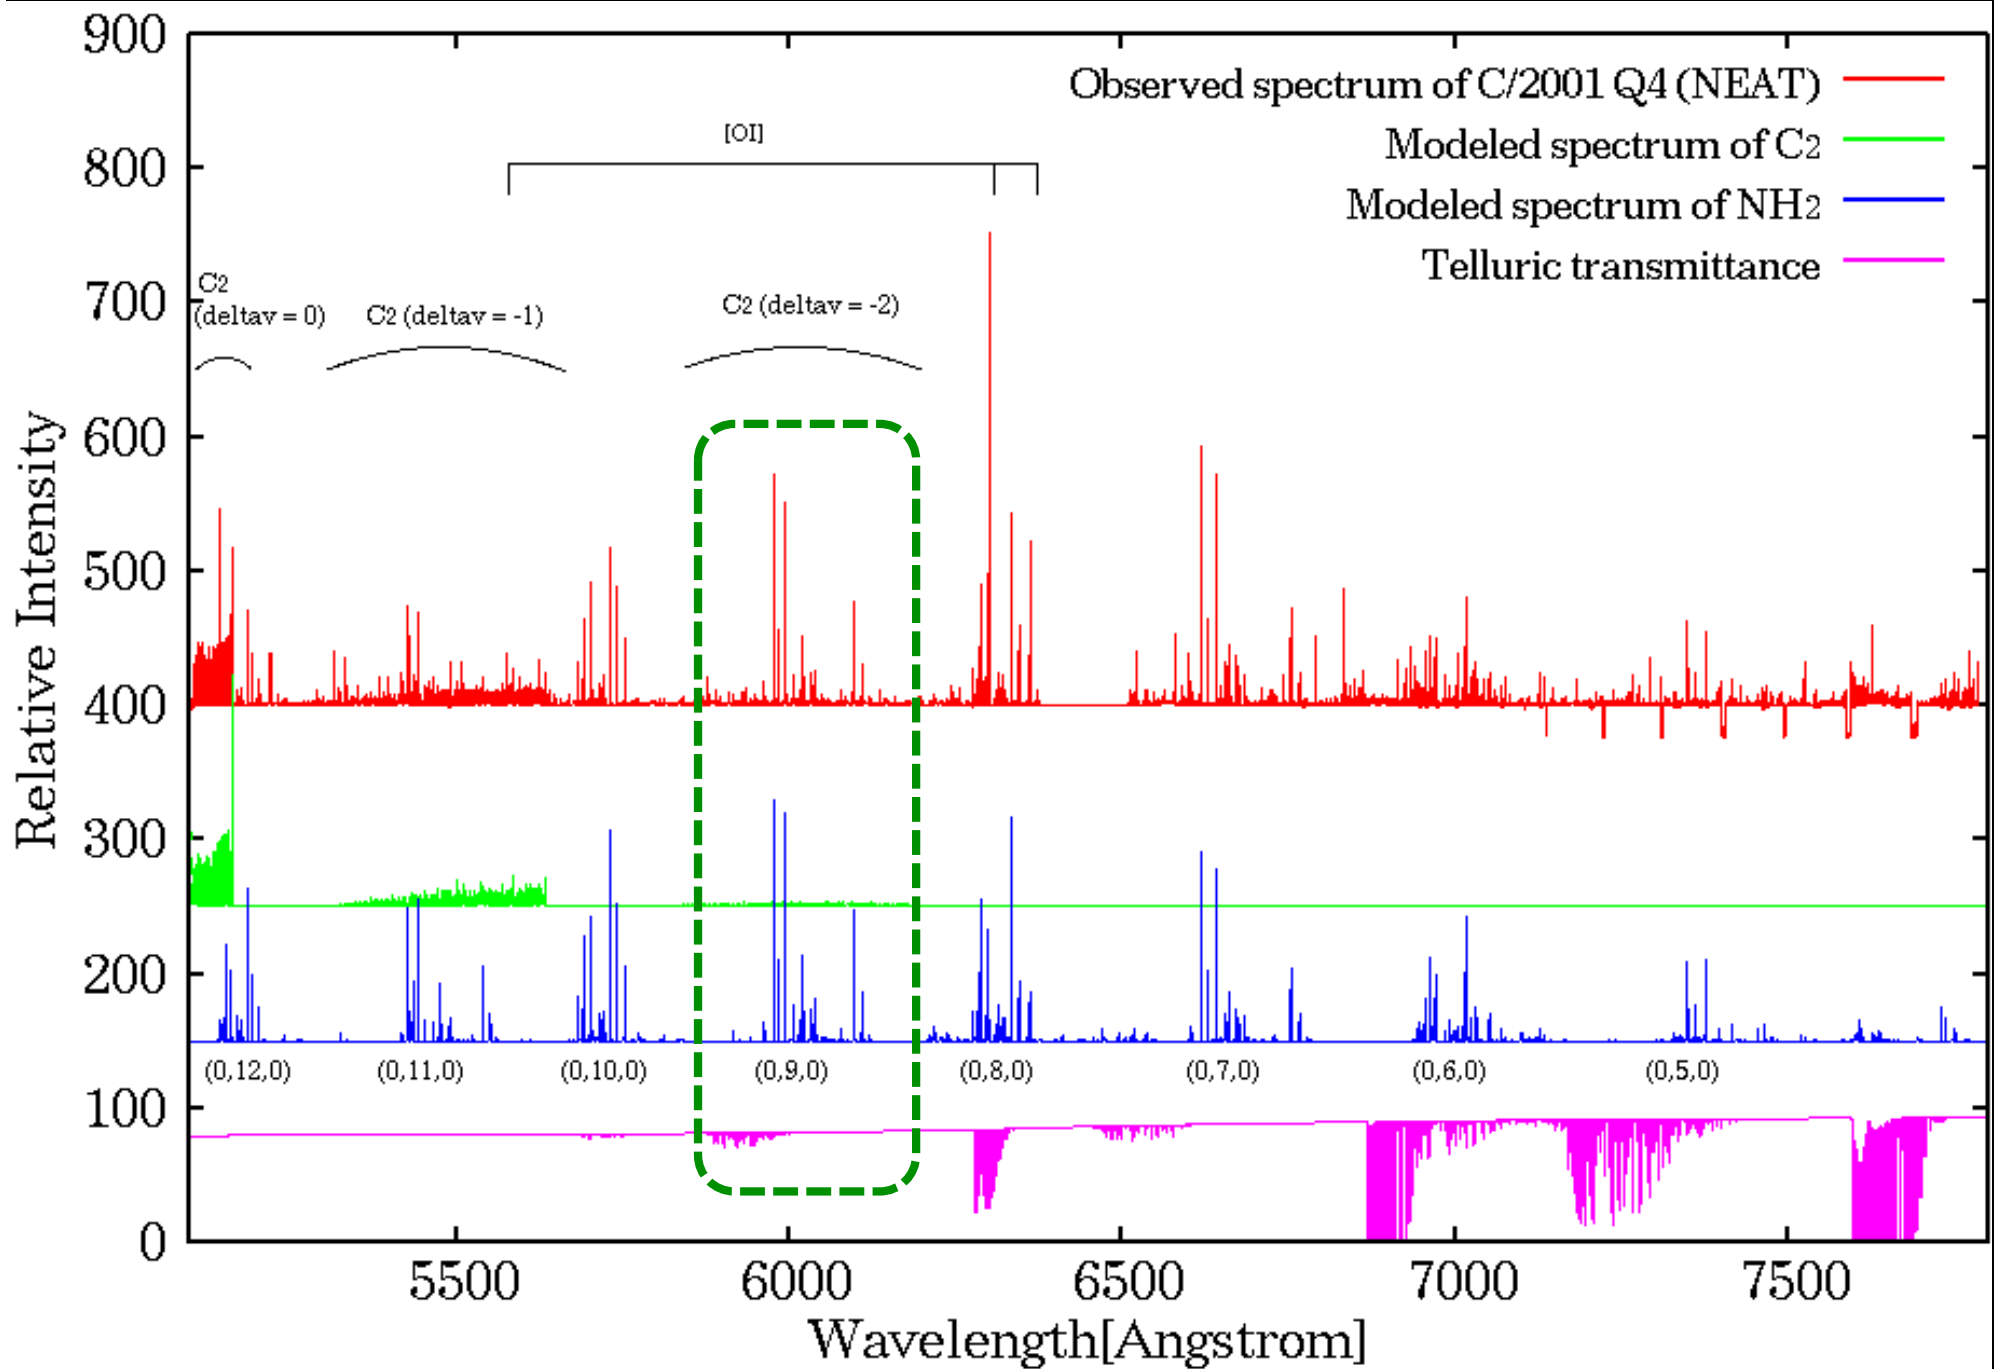 900
Observed spectrum of C/2001 Q4 (NEAT)
[OI]
Modeled spectrum of C2
800
Modeled spectrum of NH2
Telluric transmittance
700
C2
(deltav = 0)
C2 (deltav = -1)
C2 (deltav = -2)
600
500
400
300
200
100
0
Relative Intensity
(0,12,0)
(0,11,0)
(0,10,0)
(0,9,0)
(0,8,0)
(0,7,0)
(0,6,0)
(0,5,0)
5500
6000
6500
7000
7500
Wavelength[Angstrom]